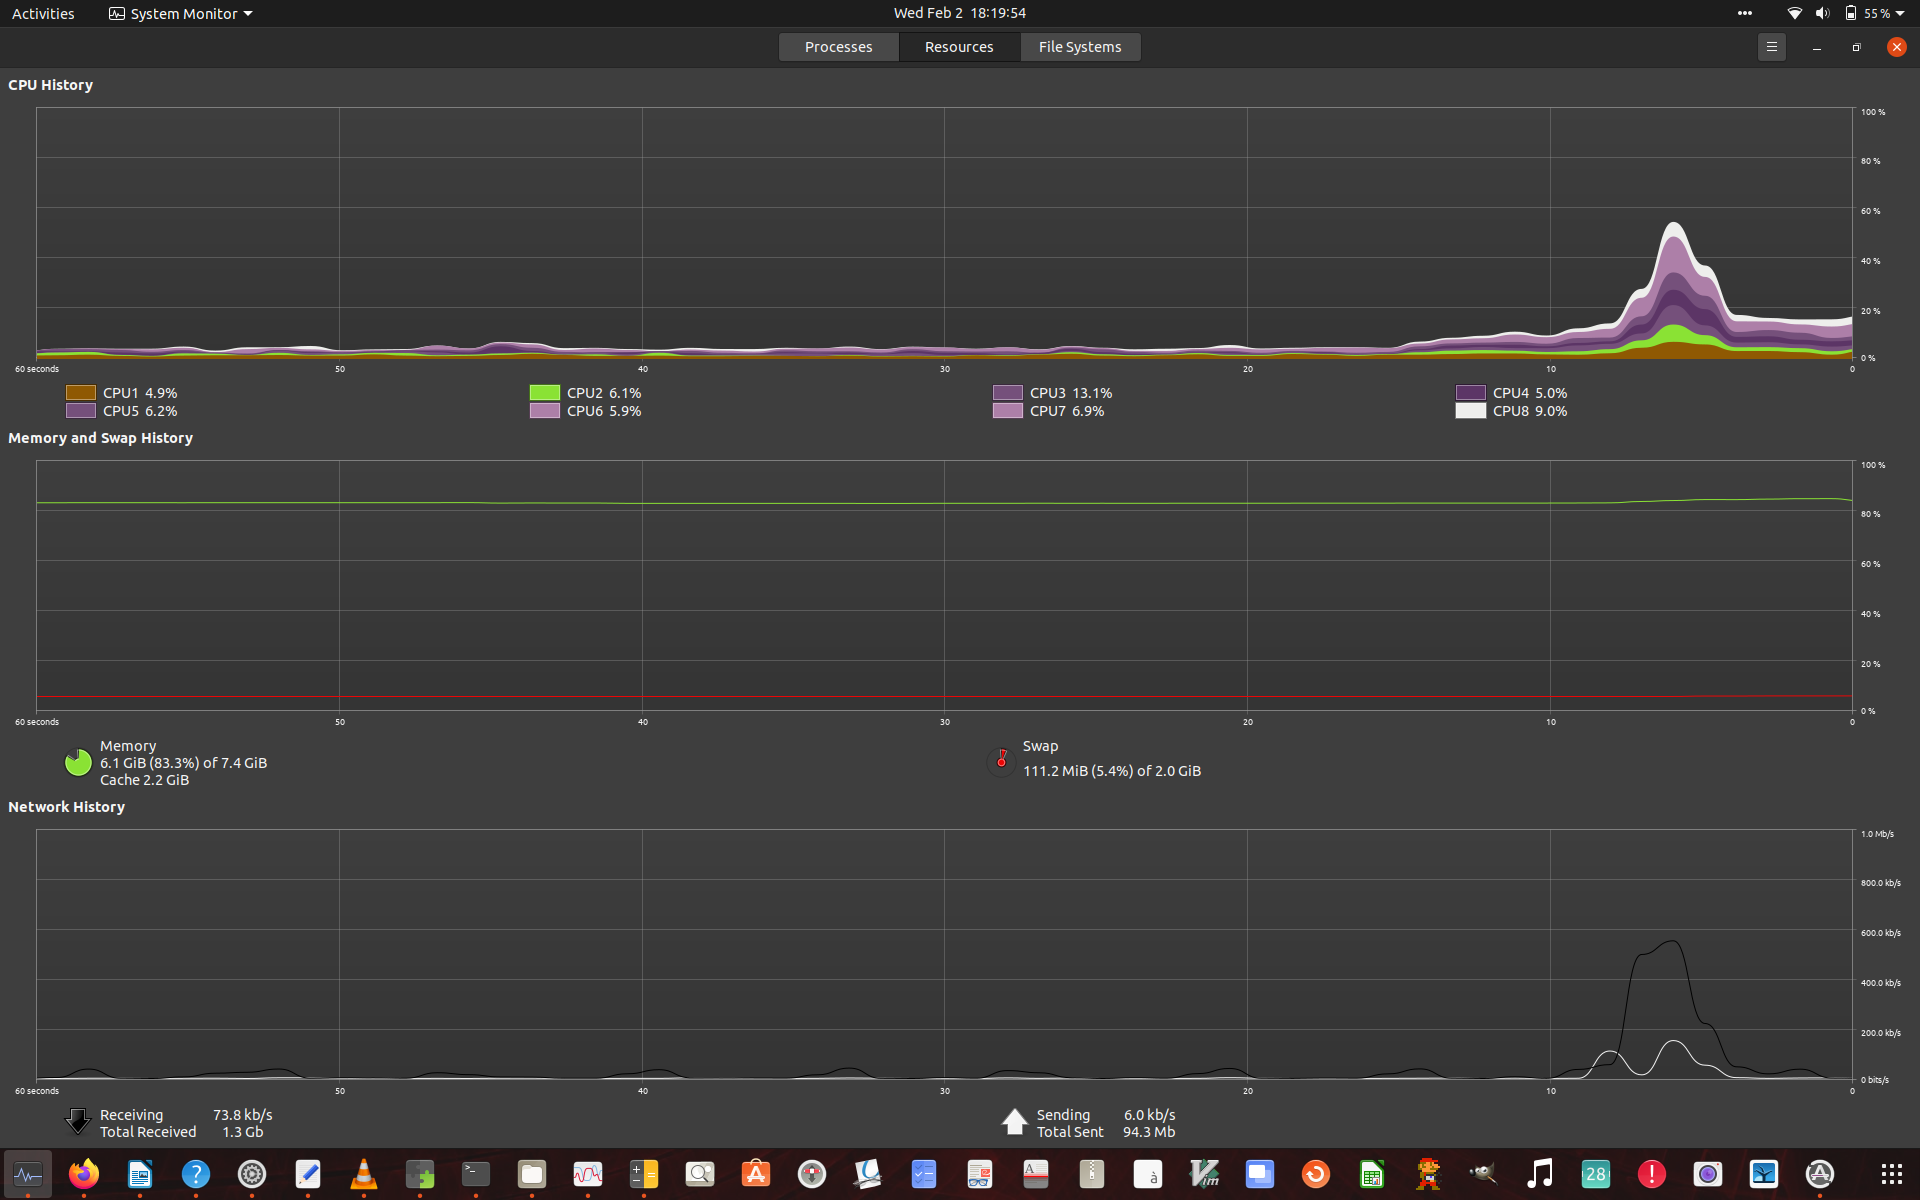 Activities System Monitor Wed Feb 2 18:19:54 55 %
Processes Resources File Systems
CPU History
100 %
80 %
60 %
40 %
20 %
0 %
60 seconds 50 40 30 20 10 0
CPU1 4.9% CPU2 6.1% CPU3 13.1% CPU4 5.0%
CPU5 6.2% CPU6 5.9% CPU7 6.9% CPU8 9.0%
Memory and Swap History
100 %
80 %
60 %
40 %
20 %
0 %
60 seconds 50 40 30 20 10 0
Memory Swap
6.1 GiB (83.3%) of 7.4 GiB 111.2 MiB (5.4%) of 2.0 GiB
Cache 2.2 GiB
Network History
1.0 Mb/s
800.0 kb/s
600.0 kb/s
400.0 kb/s
200.0 kb/s
0 bits/s
60 seconds 50 40 30 20 10 0
Receiving 73.8 kb/s Sending 6.0 kb/s
Total Received 1.3 Gb Total Sent 94.3 Mb
? >_ A à Vim 28 !